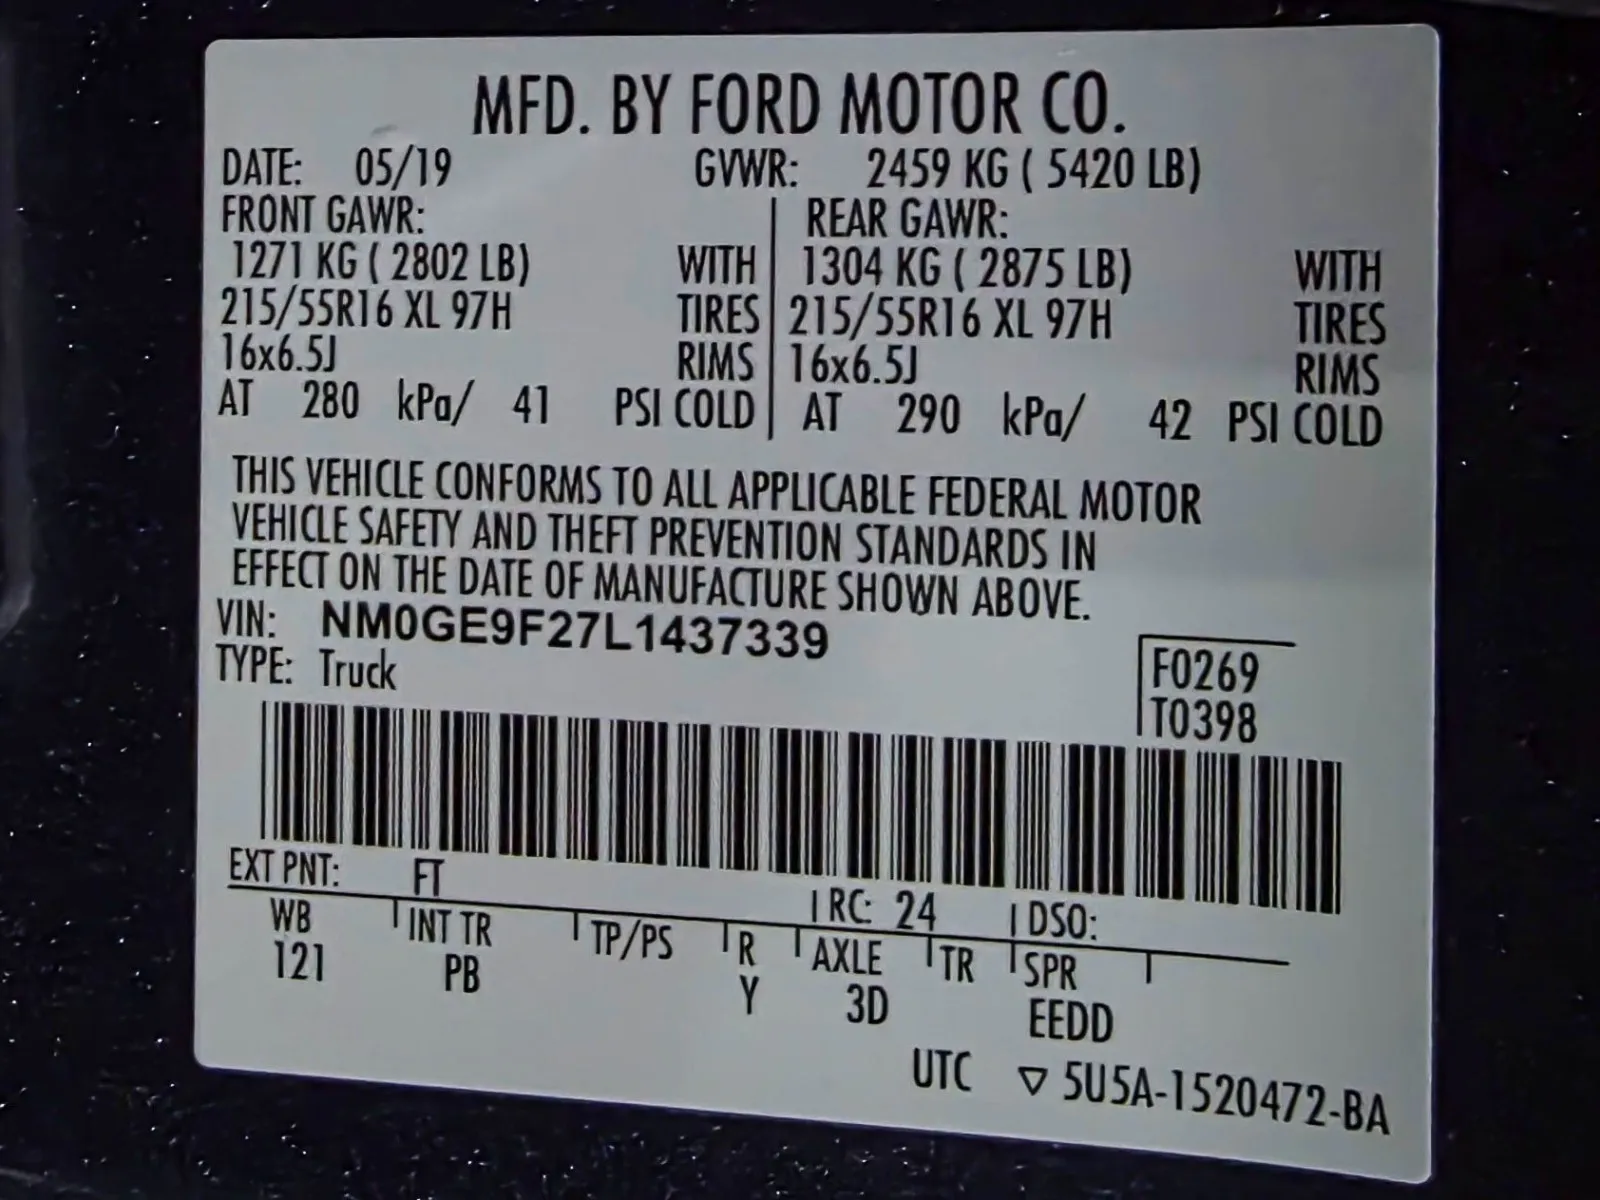 MFD. BY FORD MOTOR CO.
DATE: 05/19 GVWR: 2459 KG ( 5420 LB)
FRONT GAWR: REAR GAWR:
1271 KG ( 2802 LB) WITH 1304 KG ( 2875 LB) WITH
215/55R16 XL 97H TIRES 215/55R16 XL 97H TIRES
16x6.5J RIMS 16x6.5J RIMS
AT 280 kPa/ 41 PSI COLD AT 290 kPa/ 42 PSI COLD
THIS VEHICLE CONFORMS TO ALL APPLICABLE FEDERAL MOTOR
VEHICLE SAFETY AND THEFT PREVENTION STANDARDS IN
EFFECT ON THE DATE OF MANUFACTURE SHOWN ABOVE.
VIN: NM0GE9F27L1437339
TYPE: Truck
F0269
T0398
EXT PNT: FT RC: 24 DSO:
WB INT TR TP/PS R AXLE TR SPR
121 PB Y 3D EEDD
UTC ▽ 5U5A-1520472-BA